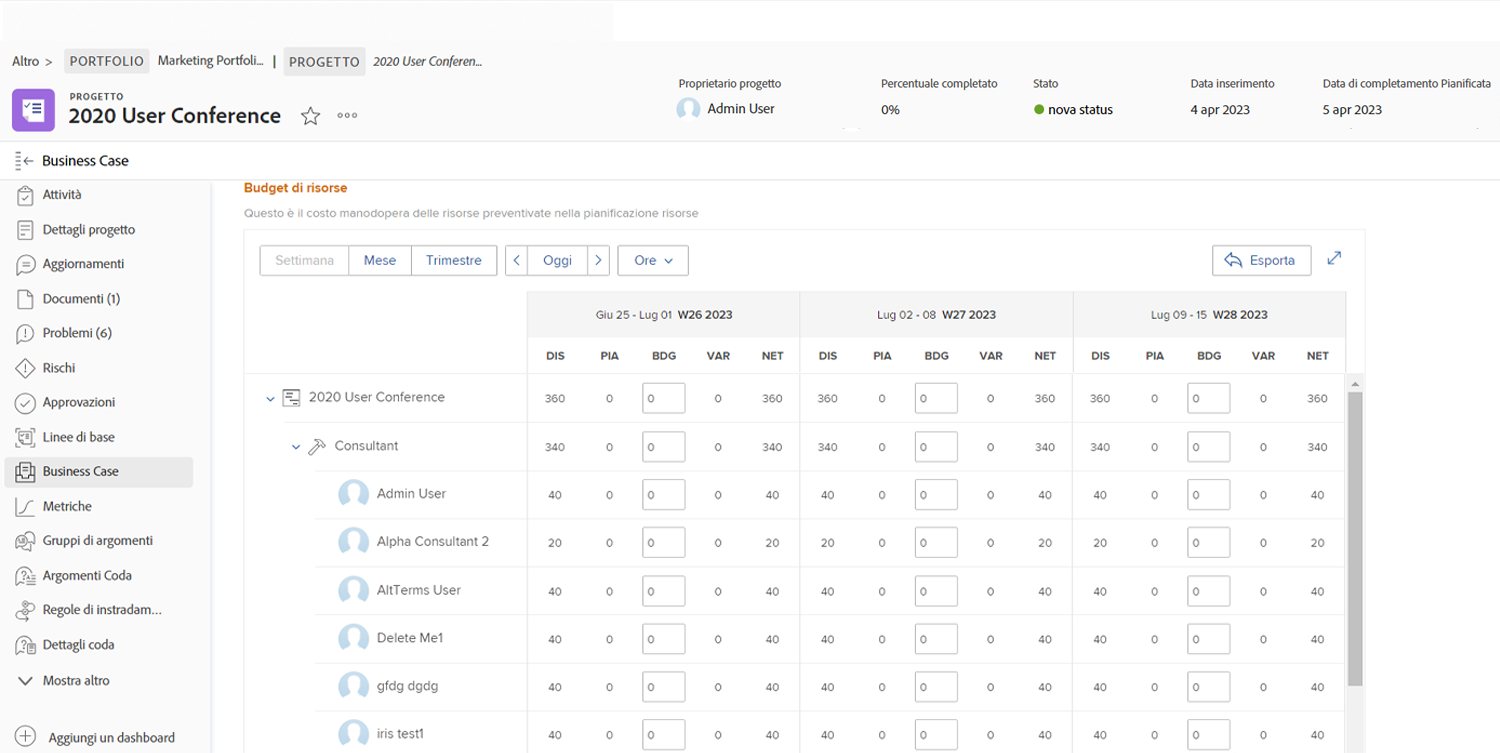 Altro > PORTFOLIO Marketing Portfoli... | PROGETTO 2020 User Conferen...
PROGETTO
2020 User Conference
Proprietario progetto
Admin User
Percentuale completato
0%
Stato
nova status
Data inserimento
4 apr 2023
Data di completamento Pianificata
5 apr 2023
Business Case
Attività
Dettagli progetto
Aggiornamenti
Documenti (1)
Problemi (6)
Rischi
Approvazioni
Linee di base
Business Case
Metriche
Gruppi di argomenti
Argomenti Coda
Regole di instradam...
Dettagli coda
Mostra altro
Aggiungi un dashboard
Budget di risorse
Questo è il costo manodopera delle risorse preventivate nella pianificazione risorse
Settimana Mese Trimestre < Oggi > Ore Esporta
Giu 25 - Lug 01 W26 2023 Lug 02 - 08 W27 2023 Lug 09 - 15 W28 2023
DIS PIA BDG VAR NET DIS PIA BDG VAR NET DIS PIA BDG VAR NET
2020 User Conference 360 0 0 0 360 360 0 0 0 360 360 0 0 0 360
Consultant 340 0 0 0 340 340 0 0 0 340 340 0 0 0 340
Admin User 40 0 0 0 40 40 0 0 0 40 40 0 0 0 40
Alpha Consultant 2 20 0 0 0 20 20 0 0 0 20 20 0 0 0 20
AltTerms User 40 0 0 0 40 40 0 0 0 40 40 0 0 0 40
Delete Me1 40 0 0 0 40 40 0 0 0 40 40 0 0 0 40
gfdg dgdg 40 0 0 0 40 40 0 0 0 40 40 0 0 0 40
iris test1 40 0 0 0 40 40 0 0 0 40 40 0 0 0 40